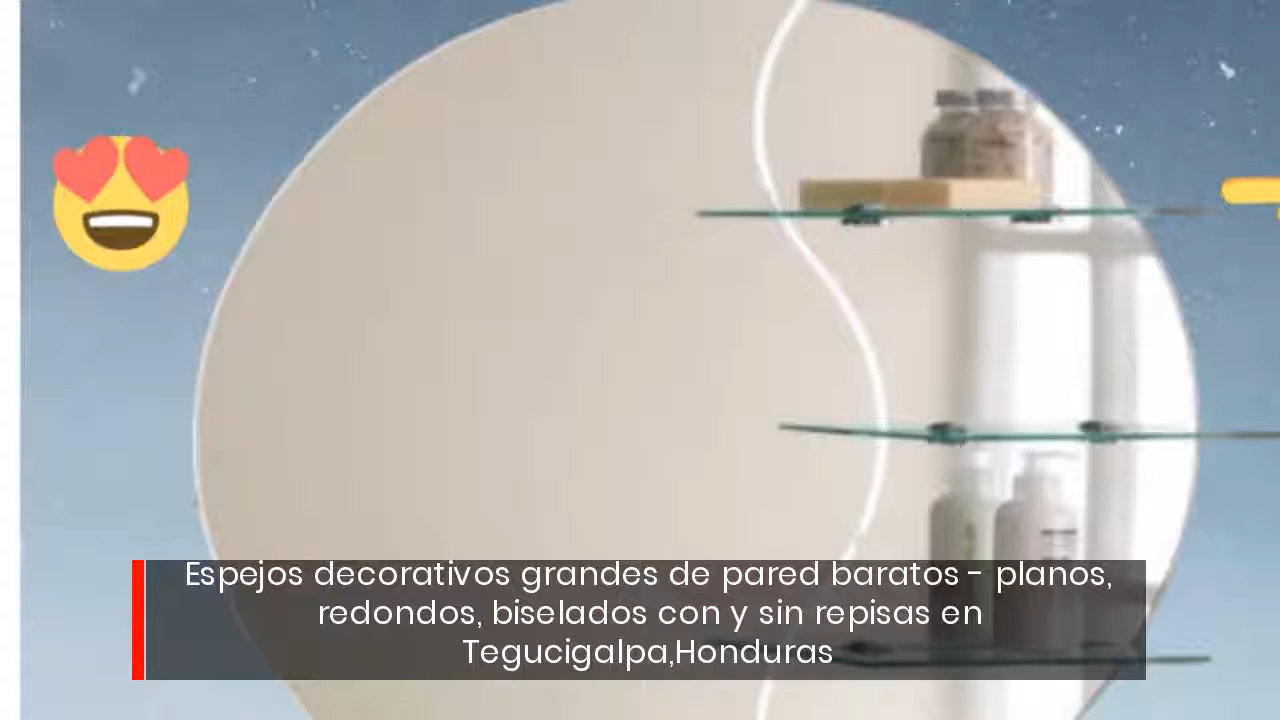 Espejos decorativos grandes de pared baratos - planos,
redondos, biselados con y sin repisas en
Tegucigalpa,Honduras